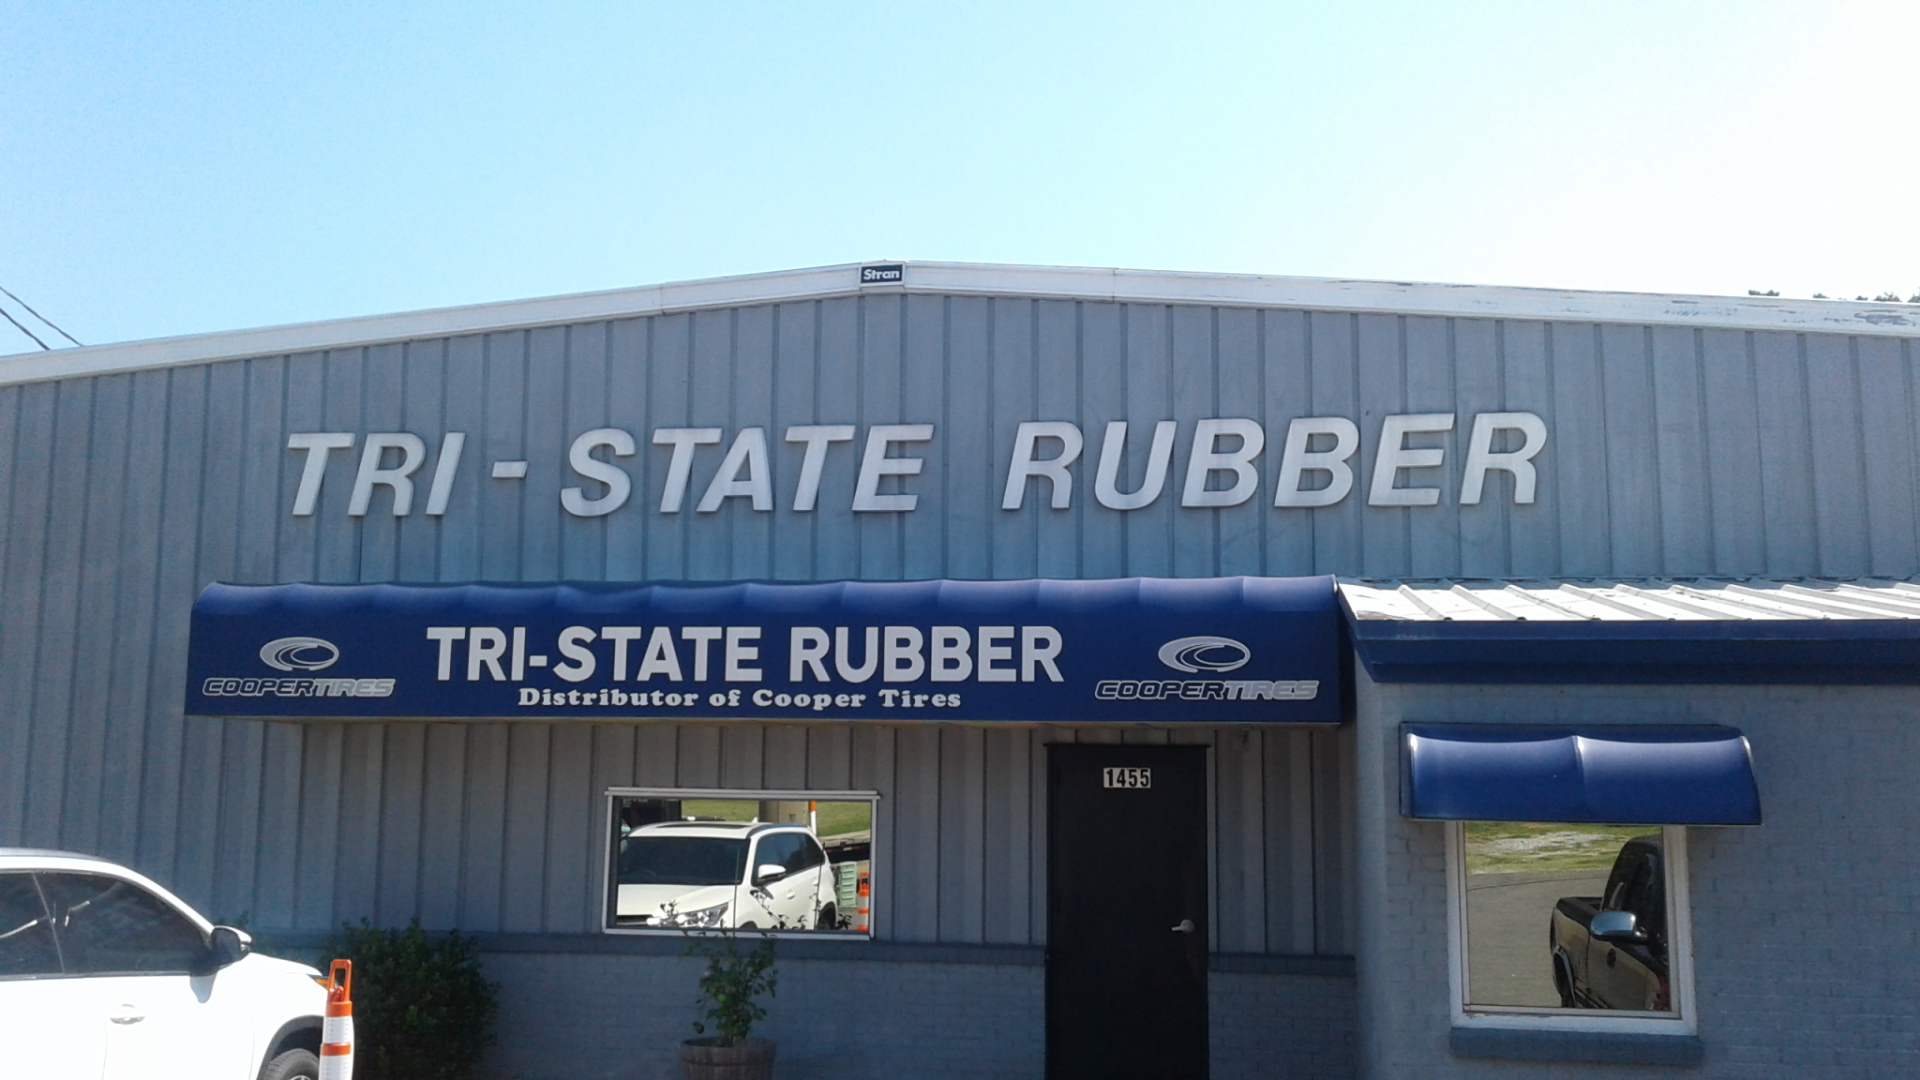 Stran
TRI-STATE RUBBER
TRI-STATE RUBBER
Distributor of Cooper Tires
COOPERTIRES
COOPERTIRES
1455